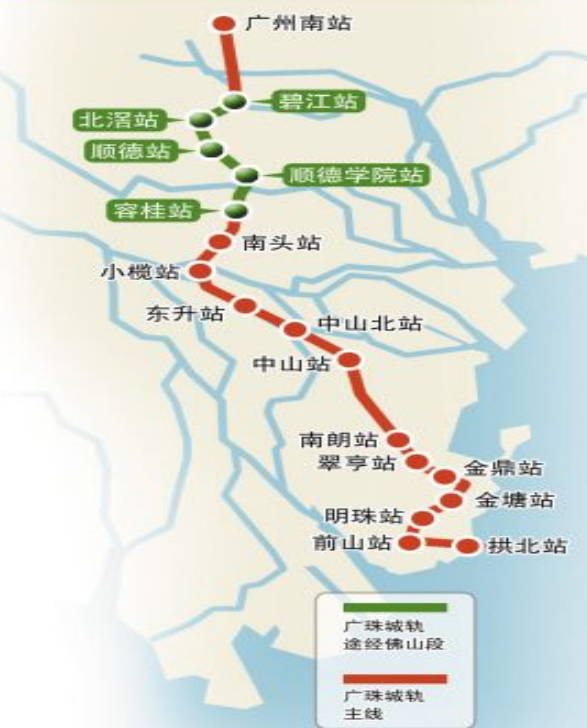 广州南站
碧江站
北滘站
顺德站
顺德学院站
容桂站
南头站
小榄站
东升站
中山北站
中山站
南朗站
翠亨站
金鼎站
金塘站
明珠站
前山站
拱北站
广珠城轨
途经佛山段
广珠城轨
主线